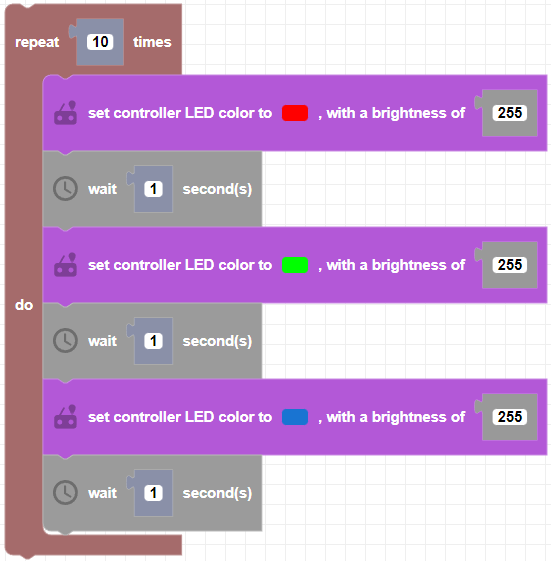 repeat 10 times
set controller LED color to , with a brightness of 255
wait 1 second(s)
set controller LED color to , with a brightness of 255
do
wait 1 second(s)
set controller LED color to , with a brightness of 255
wait 1 second(s)